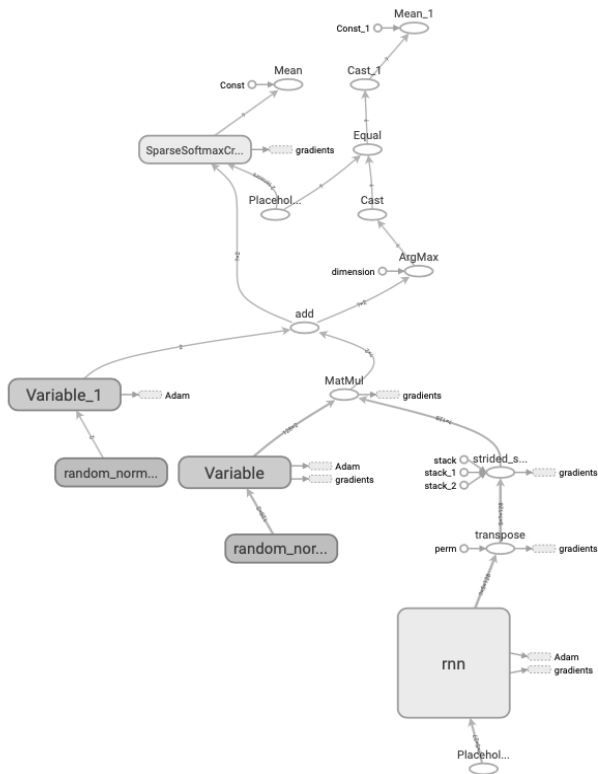 Mean_1
Const_1
Mean
Cast_1
Const
Equal
SparseSoftmaxCr...
gradients
Placehol...
Cast
ArgMax
dimension
add
MatMul
Variable_1
Adam
gradients
random_norm...
Variable
Adam
gradients
stack
strided_s...
stack_1
gradients
stack_2
random_nor...
transpose
perm
gradients
rnn
Adam
gradients
Placehol...